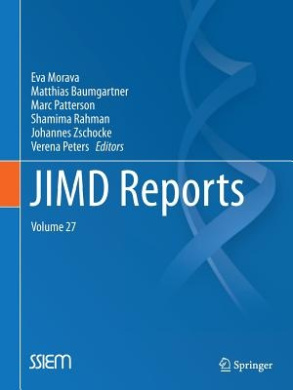 Eva Morava
Matthias Baumgartner
Marc Patterson
Shamima Rahman
Johannes Zschocke
Verena Peters Editors
JIMD Reports
Volume 27
SSIEM
Springer